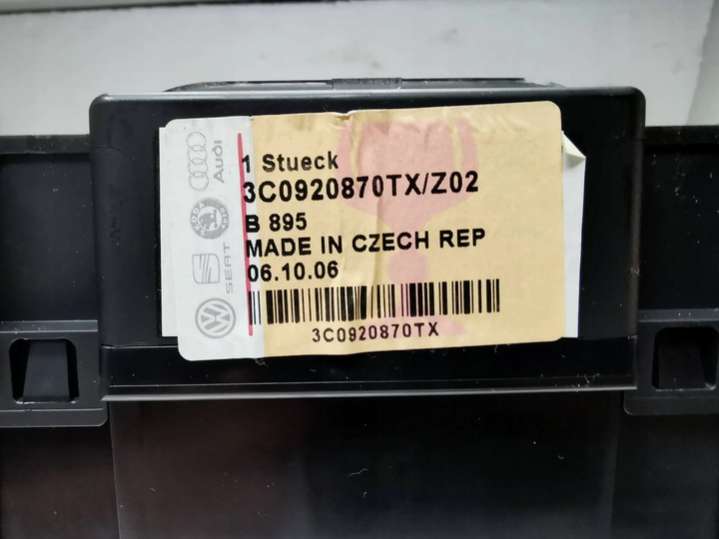 Audi
SKODA
SEAT
1 Stueck
3C0920870TX/Z02
B 895
MADE IN CZECH REP
06.10.06
3C0920870TX